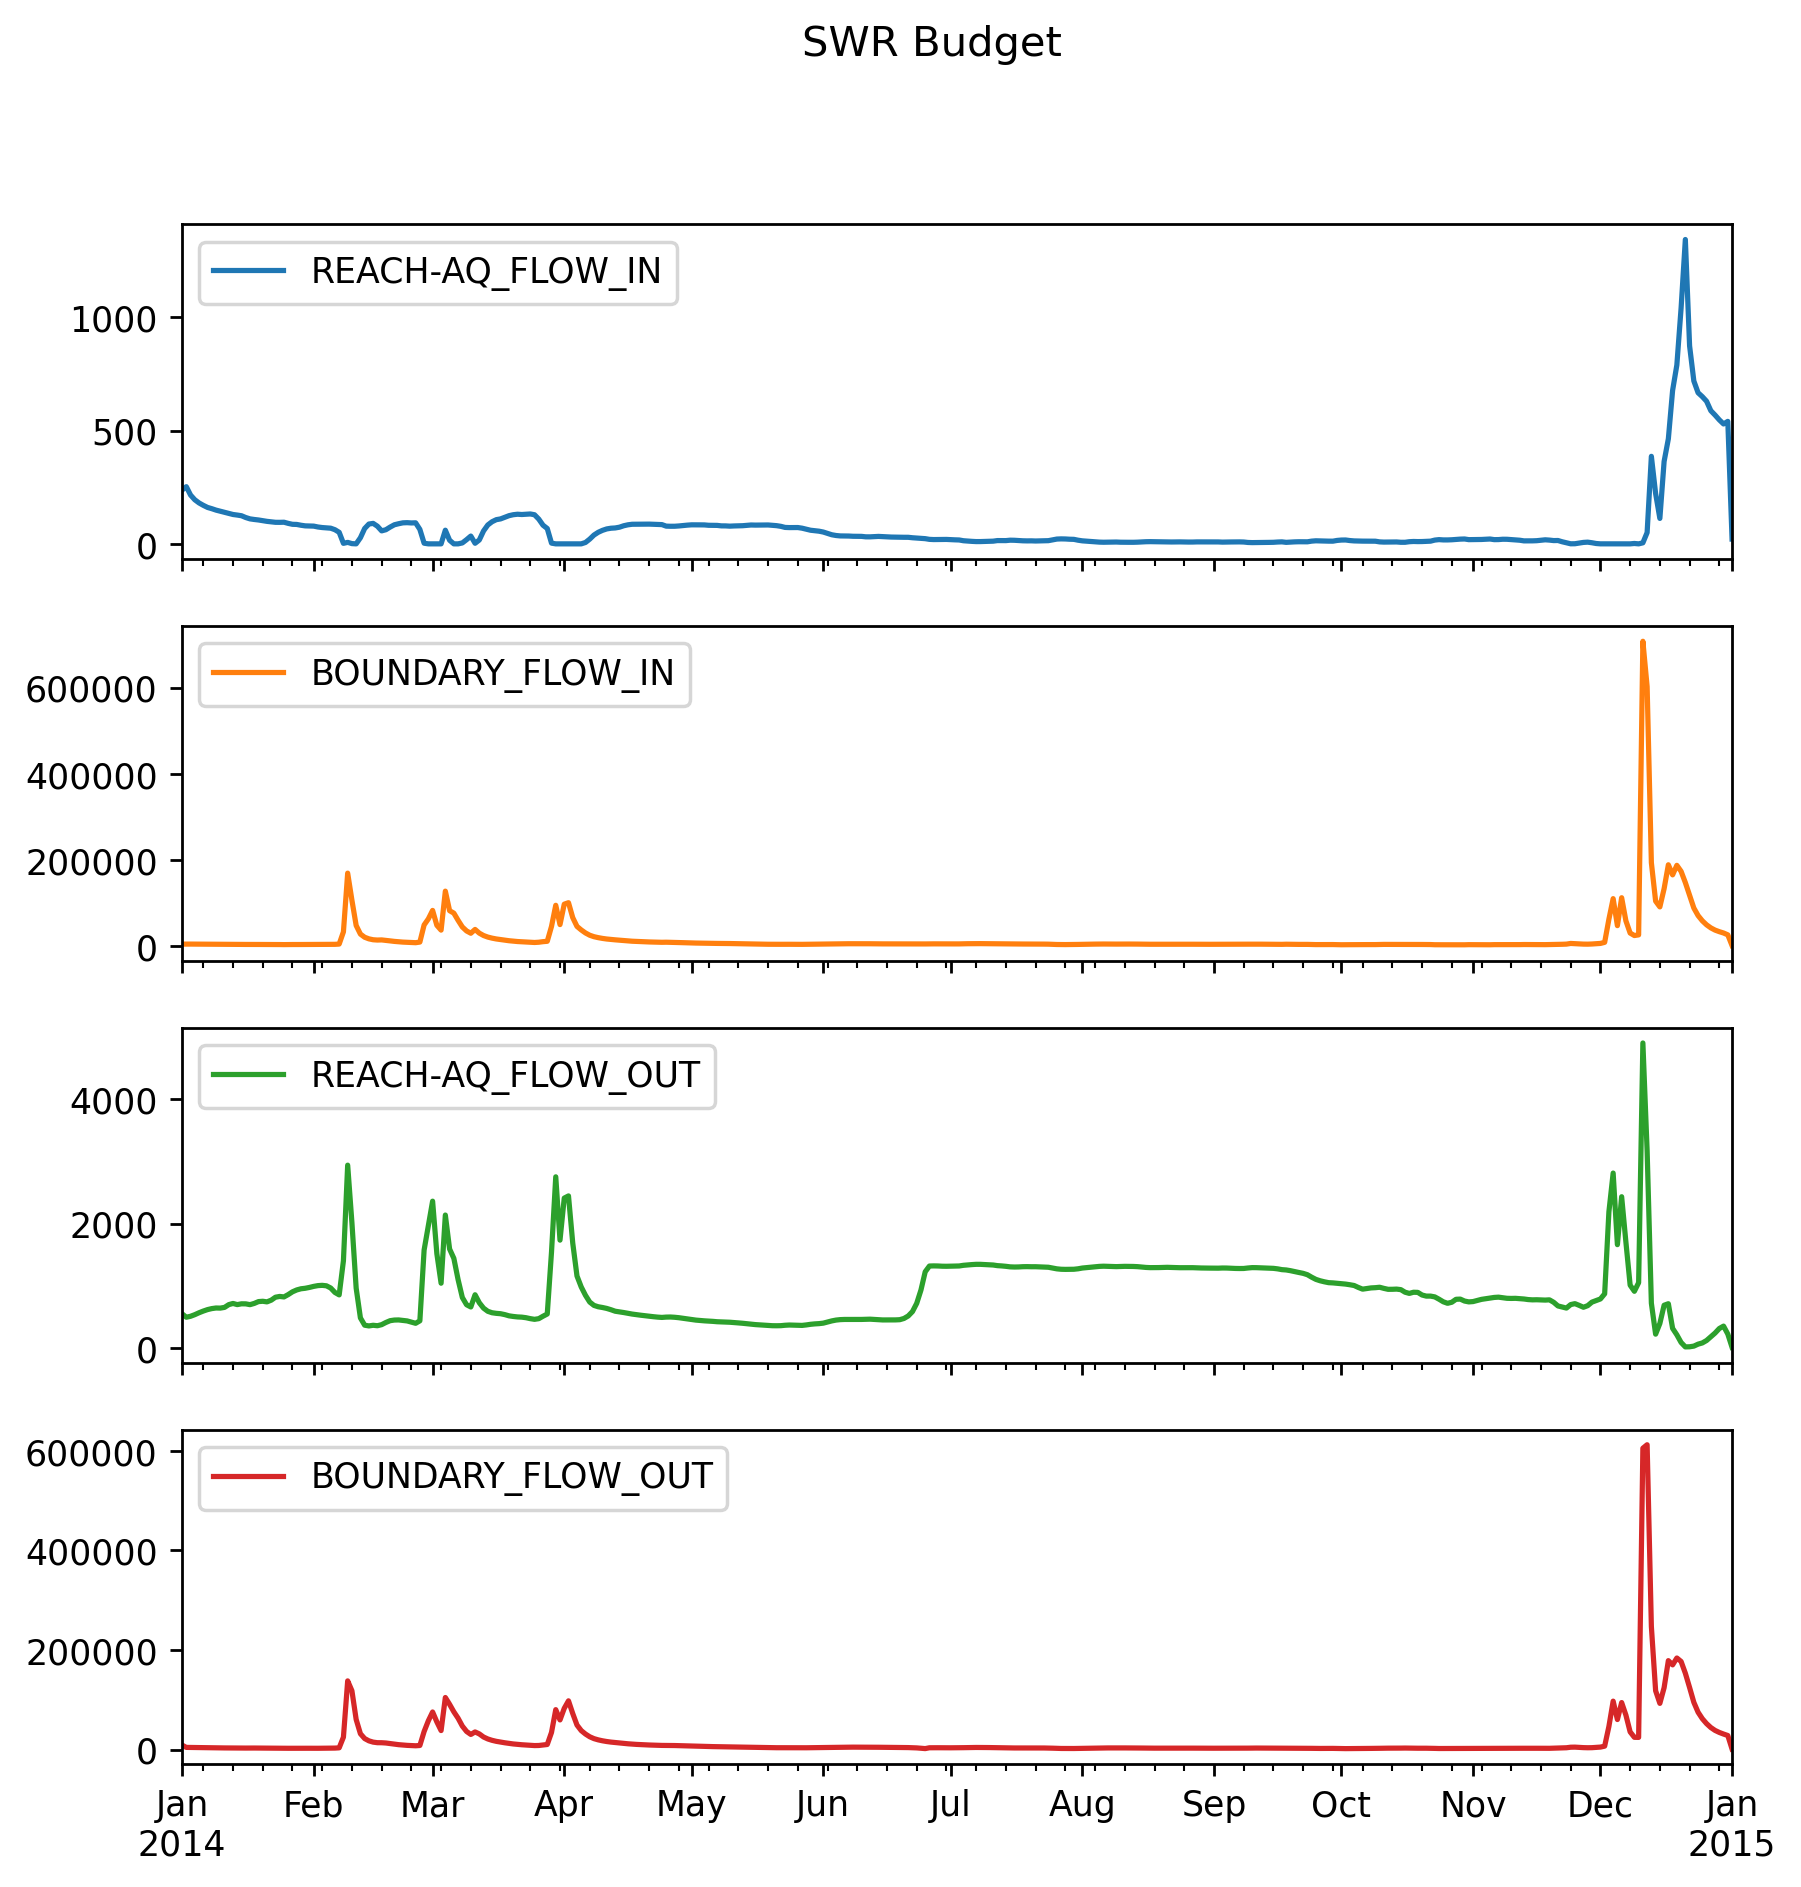 SWR Budget
REACH-AQ_FLOW_IN
1000
500
0
BOUNDARY_FLOW_IN
600000
400000
200000
0
REACH-AQ_FLOW_OUT
4000
2000
0
BOUNDARY_FLOW_OUT
600000
400000
200000
0
Jan Feb Mar Apr May Jun Jul Aug Sep Oct Nov Dec Jan
2014 2015